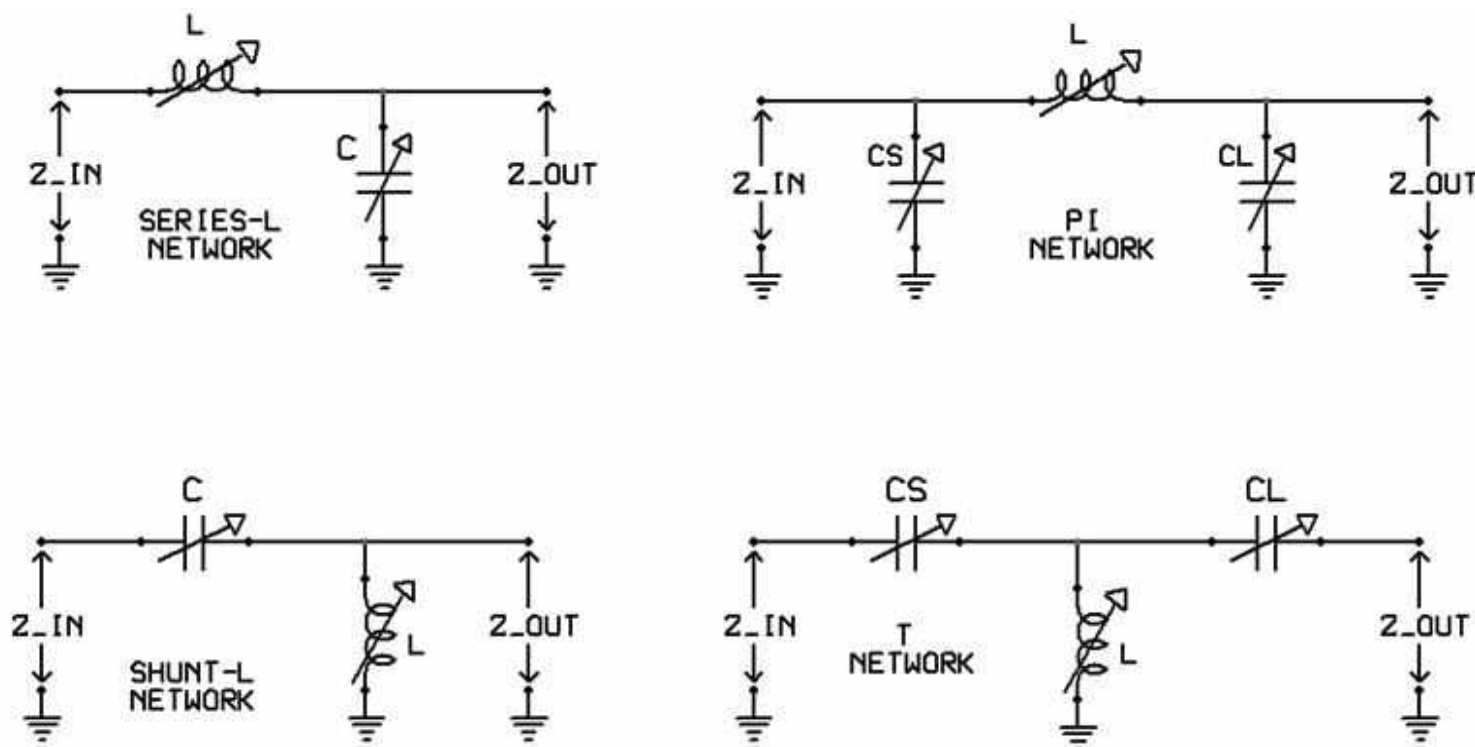 L
C
Z_IN
Z_OUT
SERIES-L
NETWORK
L
CS
CL
Z_IN
Z_OUT
PI
NETWORK
C
Z_IN
Z_OUT
L
SHUNT-L
NETWORK
CS
CL
Z_IN
Z_OUT
T
NETWORK
L